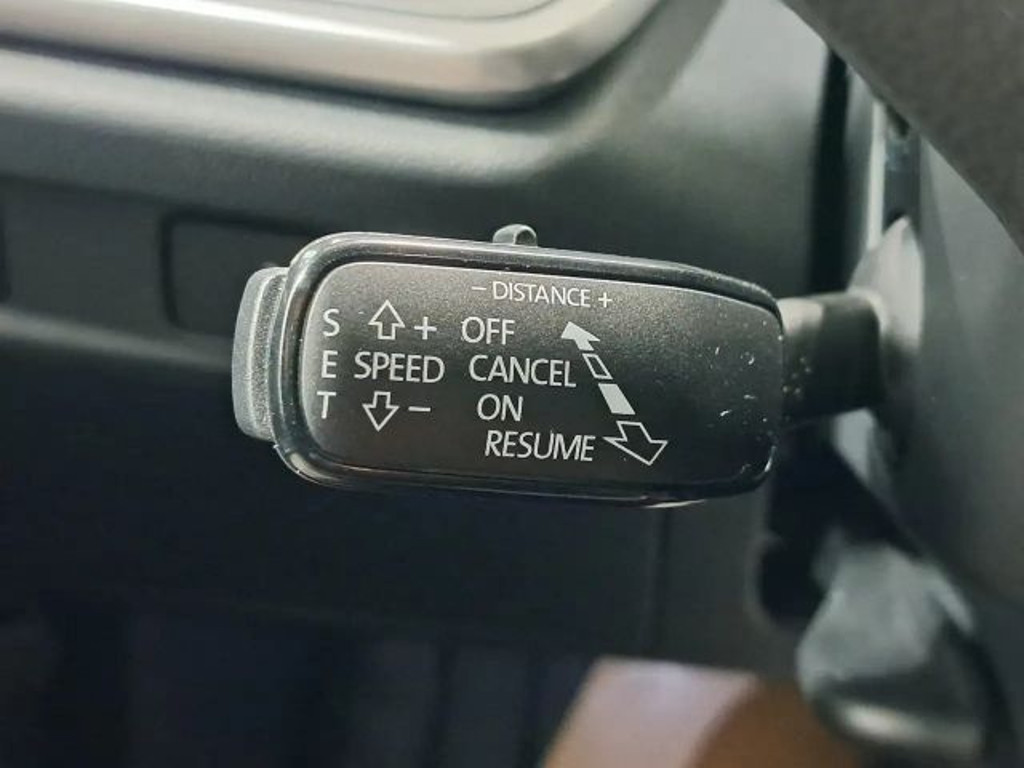 − DISTANCE +
S + OFF
E SPEED CANCEL
T − ON
RESUME